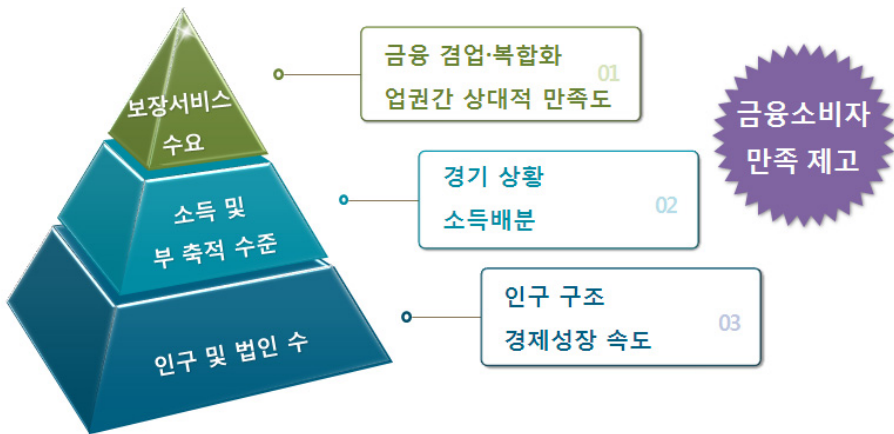 보장서비스
수요
금융 겸업·복합화
업권간 상대적 만족도
01
소득 및
부 축적 수준
경기 상황
소득배분
02
인구 및 법인 수
인구 구조
경제성장 속도
03
금융소비자
만족 제고